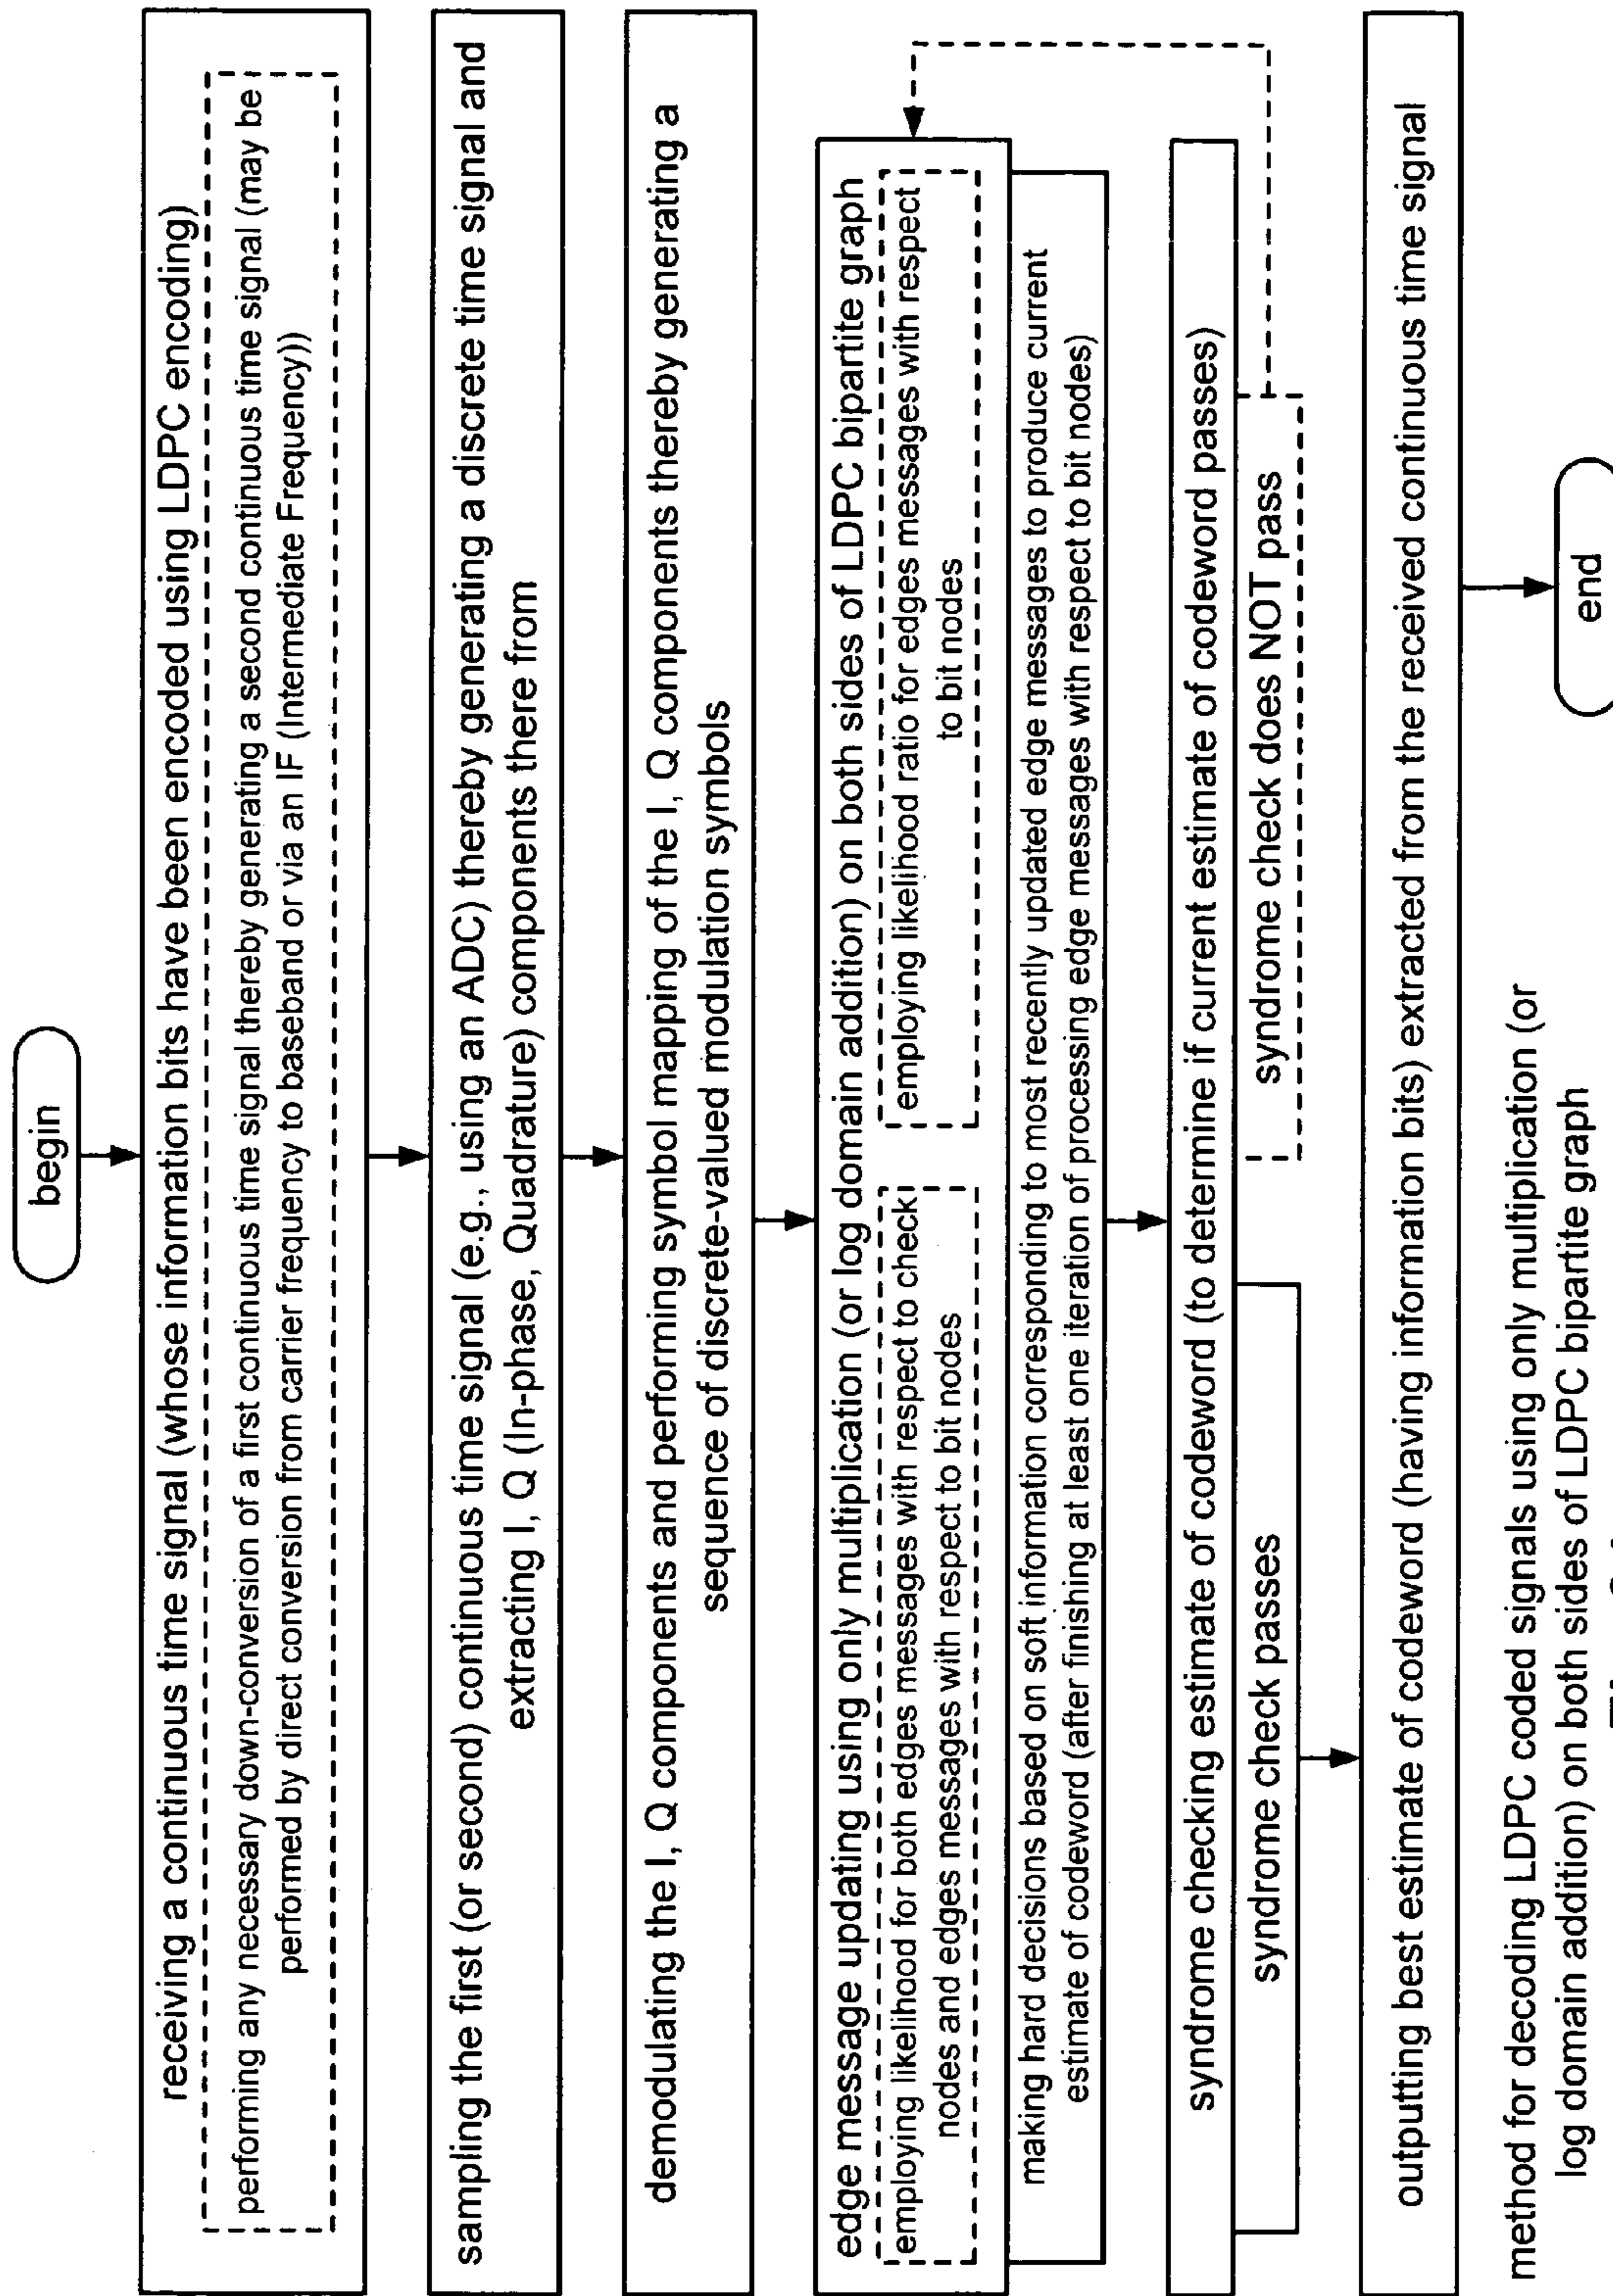 begin
receiving a continuous time signal (whose information bits have been encoded using LDPC encoding)
performing any necessary down-conversion of a first continuous time signal thereby generating a second continuous time signal (may be
performed by direct conversion from carrier frequency to baseband or via an IF (Intermediate Frequency))
sampling the first (or second) continuous time signal (e.g., using an ADC) thereby generating a discrete time signal and
extracting I, Q (In-phase, Quadrature) components there from
demodulating the I, Q components and performing symbol mapping of the I, Q components thereby generating a
sequence of discrete-valued modulation symbols
edge message updating using only multiplication (or log domain addition) on both sides of LDPC bipartite graph
employing likelihood for both edges messages with respect to check
nodes and edges messages with respect to bit nodes
employing likelihood ratio for edges messages with respect
to bit nodes
making hard decisions based on soft information corresponding to most recently updated edge messages to produce current
estimate of codeword (after finishing at least one iteration of processing edge messages with respect to bit nodes)
syndrome checking estimate of codeword (to determine if current estimate of codeword passes)
syndrome check passes
syndrome check does NOT pass
outputting best estimate of codeword (having information bits) extracted from the received continuous time signal
end
method for decoding LDPC coded signals using only multiplication (or
log domain addition) on both sides of LDPC bipartite graph